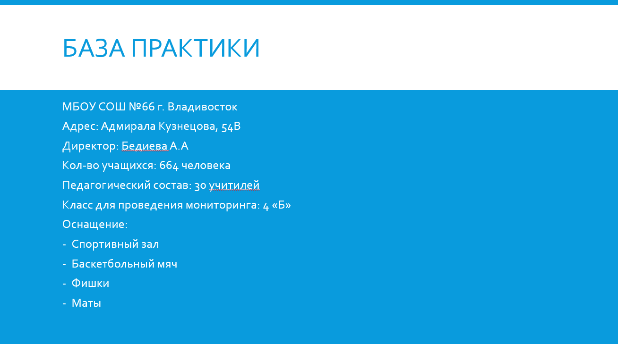 БАЗА ПРАКТИКИ
МБОУ СОШ №66 г. Владивосток
Адрес: Адмирала Кузнецова, 54В
Директор: Бедиева А.А
Кол-во учащихся: 664 человека
Педагогический состав: 30 учитилей
Класс для проведения мониторинга: 4 «Б»
Оснащение:
- Спортивный зал
- Баскетбольный мяч
- Фишки
- Маты